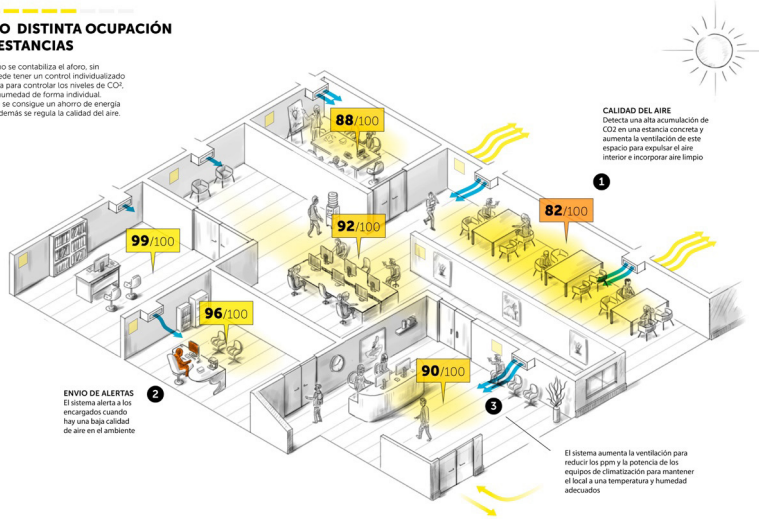 O DISTINTA OCUPACIÓN
ESTANCIAS
o se contabiliza el aforo, sin
ede tener un control individualizado
a para controlar los niveles de CO²,
humedad de forma individual.
se consigue un ahorro de energía
demás se regula la calidad del aire.
CALIDAD DEL AIRE
Detecta una alta acumulación de
CO2 en una estancia concreta y
aumenta la ventilación de este
espacio para expulsar el aire
interior e incorporar aire limpio
1
88/100
82/100
92/100
99/100
96/100
90/100
ENVIO DE ALERTAS
2
El sistema alerta a los
encargados cuando
hay una baja calidad
de aire en el ambiente
3
El sistema aumenta la ventilación para
reducir los ppm y la potencia de los
equipos de climatización para mantener
el local a una temperatura y humedad
adecuados